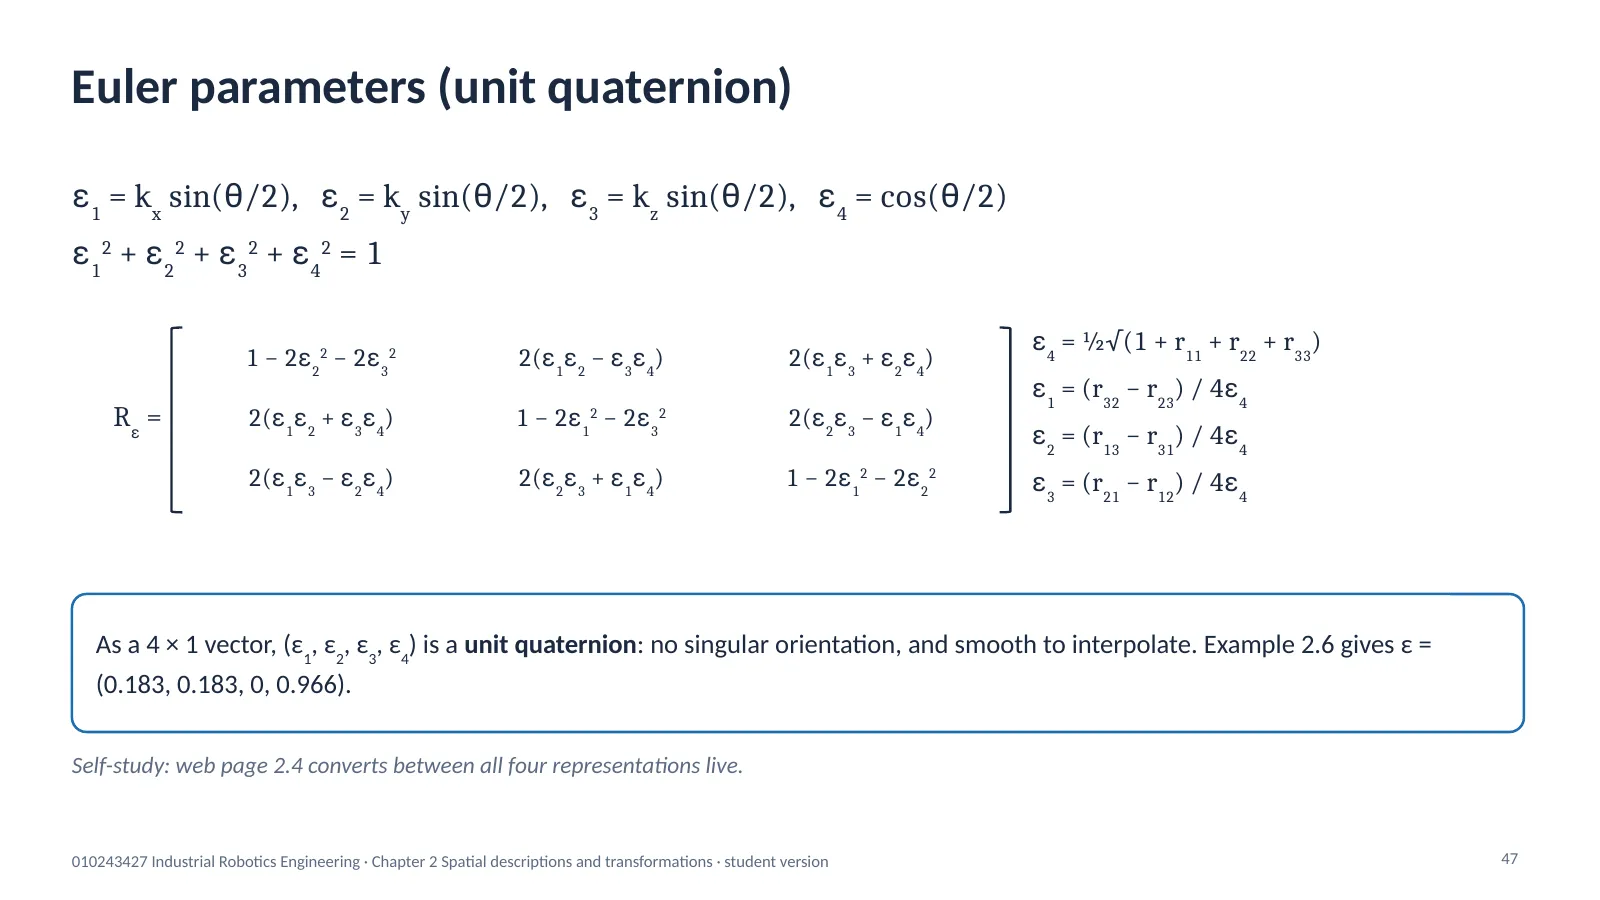 Euler parameters (unit quaternion)
ε₁ = kₓ sin(θ/2), ε₂ = k_y sin(θ/2), ε₃ = k_z sin(θ/2), ε₄ = cos(θ/2)
ε₁² + ε₂² + ε₃² + ε₄² = 1
1 − 2ε₂² − 2ε₃² 2(ε₁ε₂ − ε₃ε₄) 2(ε₁ε₃ + ε₂ε₄)
R_ε = 2(ε₁ε₂ + ε₃ε₄) 1 − 2ε₁² − 2ε₃² 2(ε₂ε₃ − ε₁ε₄)
2(ε₁ε₃ − ε₂ε₄) 2(ε₂ε₃ + ε₁ε₄) 1 − 2ε₁² − 2ε₂²
ε₄ = ½√(1 + r₁₁ + r₂₂ + r₃₃)
ε₁ = (r₃₂ − r₂₃) / 4ε₄
ε₂ = (r₁₃ − r₃₁) / 4ε₄
ε₃ = (r₂₁ − r₁₂) / 4ε₄
As a 4 × 1 vector, (ε₁, ε₂, ε₃, ε₄) is a unit quaternion: no singular orientation, and smooth to interpolate. Example 2.6 gives ε =
(0.183, 0.183, 0, 0.966).
Self-study: web page 2.4 converts between all four representations live.
010243427 Industrial Robotics Engineering · Chapter 2 Spatial descriptions and transformations · student version
47